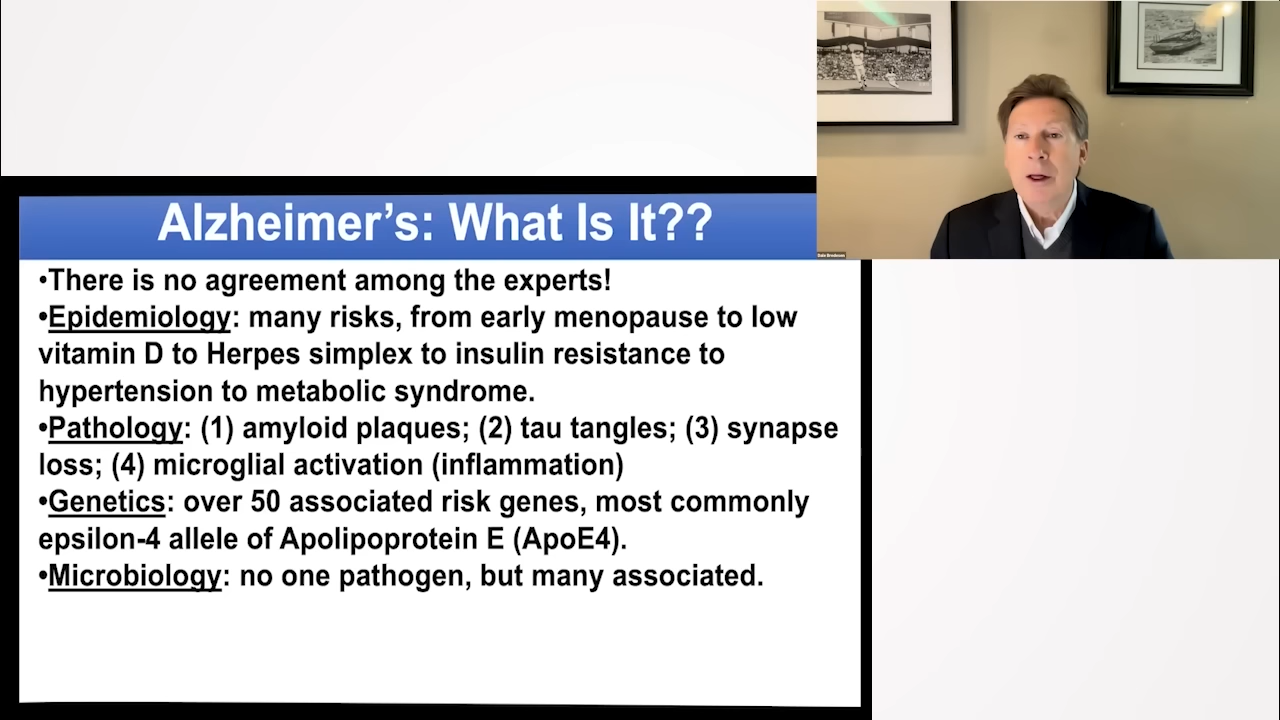 Alzheimer's: What Is It??
•There is no agreement among the experts!
•Epidemiology: many risks, from early menopause to low
vitamin D to Herpes simplex to insulin resistance to
hypertension to metabolic syndrome.
•Pathology: (1) amyloid plaques; (2) tau tangles; (3) synapse
loss; (4) microglial activation (inflammation)
•Genetics: over 50 associated risk genes, most commonly
epsilon-4 allele of Apolipoprotein E (ApoE4).
•Microbiology: no one pathogen, but many associated.
Dale Bredesen